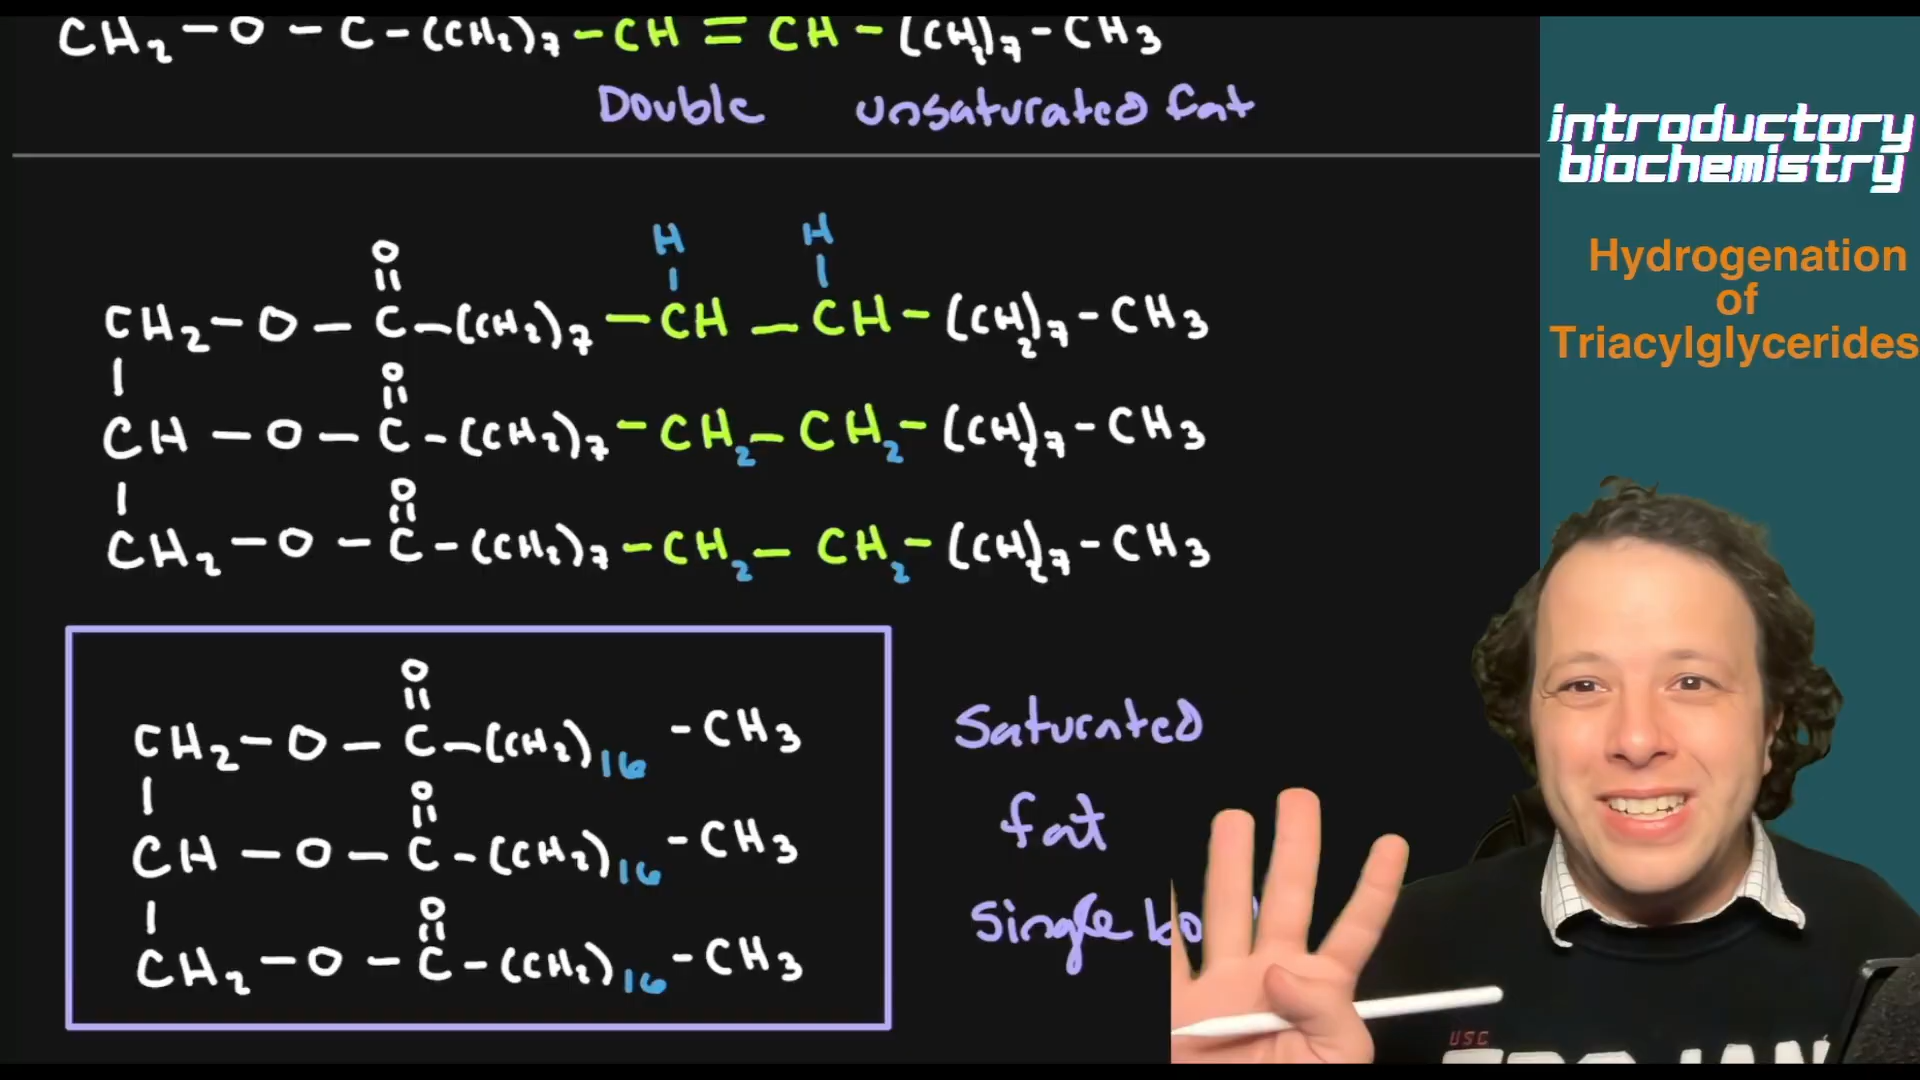 CH2 - O - C - (CH2)7 - CH = CH - (CH2)7 - CH3
Double unsaturated fat
O H H
||
CH2 - O - C - (CH2)7 - CH - CH - (CH2)7 - CH3
O
||
CH - O - C - (CH2)7 - CH2 - CH2 - (CH2)7 - CH3
O
||
CH2 - O - C - (CH2)7 - CH2 - CH2 - (CH2)7 - CH3
O
||
CH2 - O - C - (CH2)16 - CH3
O
||
CH - O - C - (CH2)16 - CH3
O
||
CH2 - O - C - (CH2)16 - CH3
Saturated
fat
Single bo
introductory
biochemistry
Hydrogenation
of
Triacylglycerides
USC